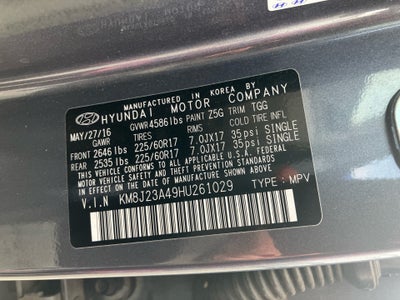 MANUFACTURED IN KOREA BY
HYUNDAI MOTOR COMPANY
MAY/27/16 GVWR 4586lbs PAINT Z5G TRIM TGG
GAWR TIRES RIMS COLD TIRE INFL
FRONT 2646 lbs 225/60R17 7.0JX17 35psi SINGLE
REAR 2535 lbs 225/60R17 7.0JX17 35psi SINGLE
THIS VEHICLE CONFORMS TO ALL APPLICABLE
FEDERAL MOTOR VEHICLE SAFETY AND THEFT
PREVENTION STANDARDS IN EFFECT ON THE DATE
OF MANUFACTURE SHOWN ABOVE.
V.I.N KM8J23A49HU261029 TYPE : MPV